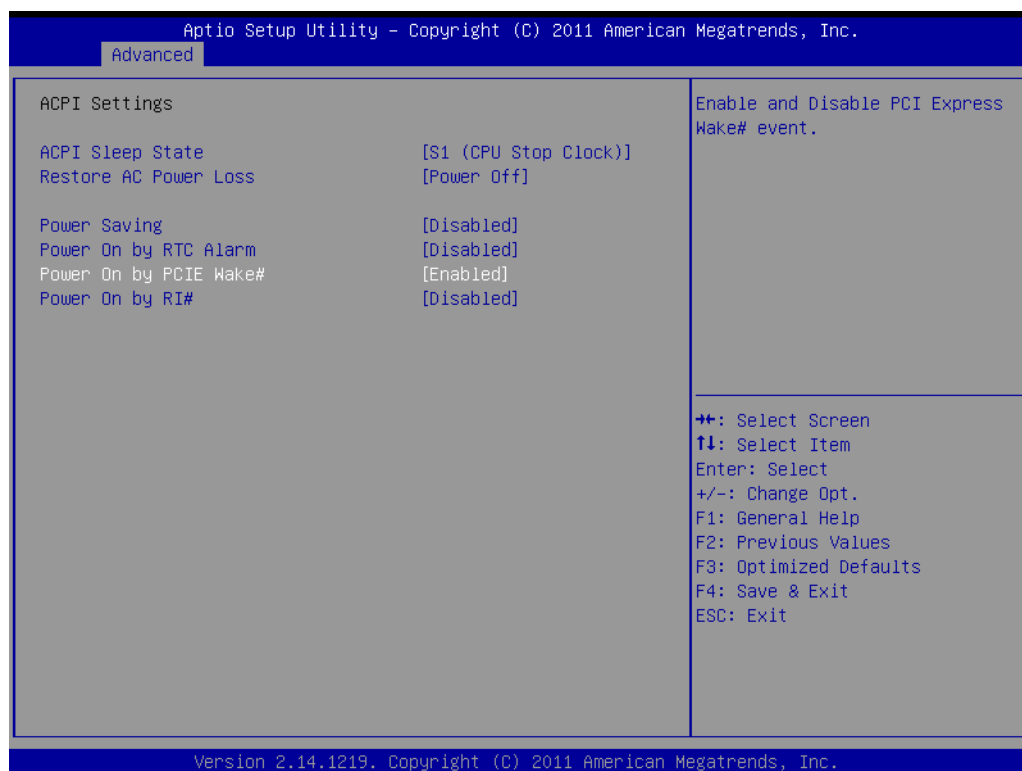 Aptio Setup Utility – Copyright (C) 2011 American Megatrends, Inc.
Advanced
ACPI Settings
ACPI Sleep State [S1 (CPU Stop Clock)]
Restore AC Power Loss [Power Off]
Power Saving [Disabled]
Power On by RTC Alarm [Disabled]
Power On by PCIE Wake# [Enabled]
Power On by RI# [Disabled]
Enable and Disable PCI Express
Wake# event.
→←: Select Screen
↑↓: Select Item
Enter: Select
+/-: Change Opt.
F1: General Help
F2: Previous Values
F3: Optimized Defaults
F4: Save & Exit
ESC: Exit
Version 2.14.1219. Copyright (C) 2011 American Megatrends, Inc.